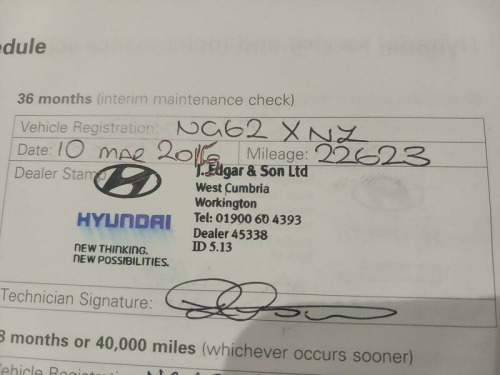 edule
36 months (interim maintenance check)
Vehicle Registration: NG62 XNZ
Date: 10 MAR 2016 Mileage: 22623
Dealer Stamp
J. Edgar & Son Ltd
West Cumbria
Workington
Tel: 01900 60 4393
Dealer 45338
ID 5.13
HYUNDAI
NEW THINKING.
NEW POSSIBILITIES.
Technician Signature:
8 months or 40,000 miles (whichever occurs sooner)
Vehicle Registration